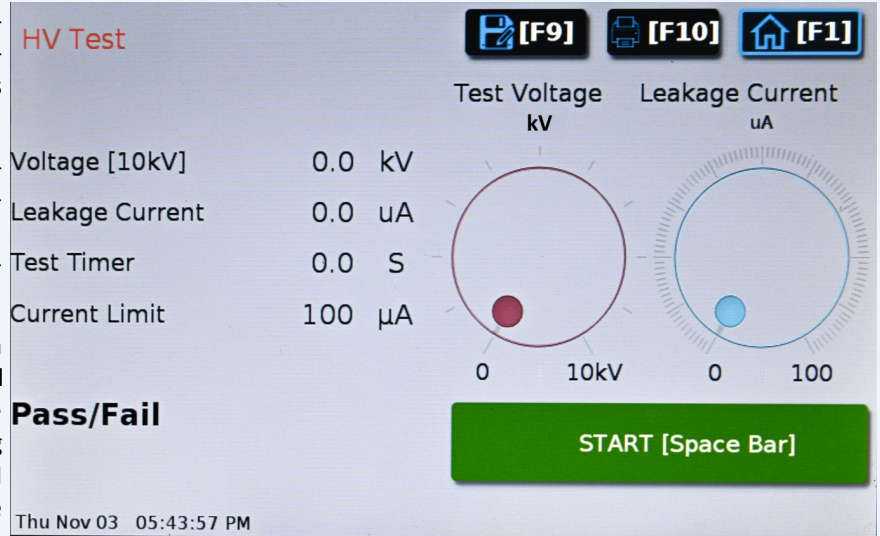 HV Test
[F9]
[F10]
[F1]
Test Voltage
kV
Leakage Current
uA
Voltage [10kV] 0.0 kV
Leakage Current 0.0 uA
Test Timer 0.0 S
Current Limit 100 µA
0 10kV
0 100
Pass/Fail
START [Space Bar]
Thu Nov 03 05:43:57 PM